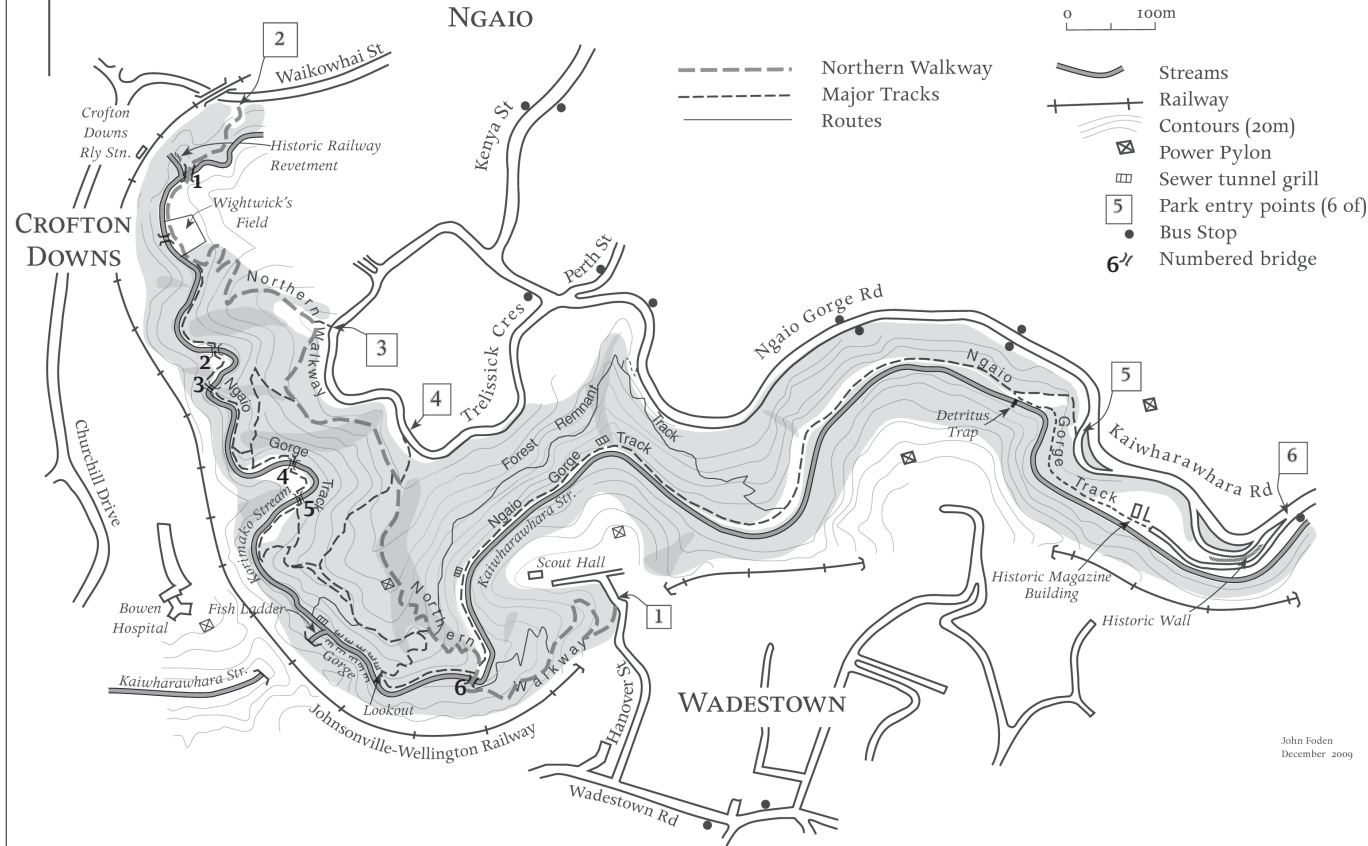 NGAIO
0 100m
2
Waikowhai St
Northern Walkway
Major Tracks
Routes
Streams
Railway
Contours (20m)
Power Pylon
Sewer tunnel grill
5 Park entry points (6 of)
Bus Stop
6 Numbered bridge
Crofton
Downs
Rly Stn.
Historic Railway
Revetment
1
Kenya St
Wightwick's
Field
CROFTON
DOWNS
Perth St
Northern
Walkway
3
Trelissick Cres
Ngaio Gorge Rd
2
3
Ngaio
Gorge
Track
4
5
4
Forest Remnant
Track
Ngaio Gorge Track
Kaiwharawhara Str.
Ngaio
Gorge
Track
Detritus
Trap
5
Kaiwharawhara Rd
6
Churchill Drive
Korimako Stream
Scout Hall
1
Historic Magazine
Building
Historic Wall
Bowen
Hospital
Fish Ladder
Gorge
Northern
Walkway
Kaiwharawhara Str.
Lookout
6
Johnsonville-Wellington Railway
Hanover St
WADESTOWN
Wadestown Rd
John Foden
December 2009